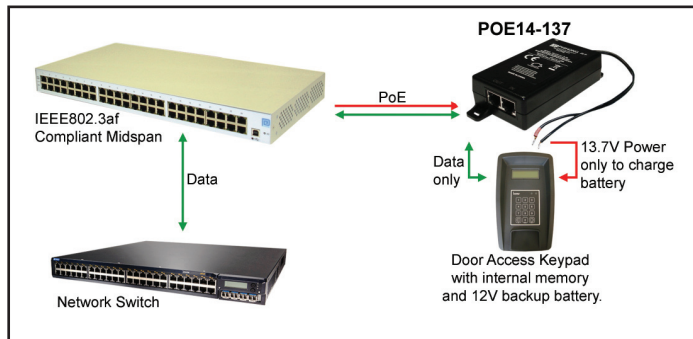 POE14-137
IEEE802.3af
Compliant Midspan
PoE
Data
Data
only
13.7V Power
only to charge
battery
Network Switch
Door Access Keypad
with internal memory
and 12V backup battery.